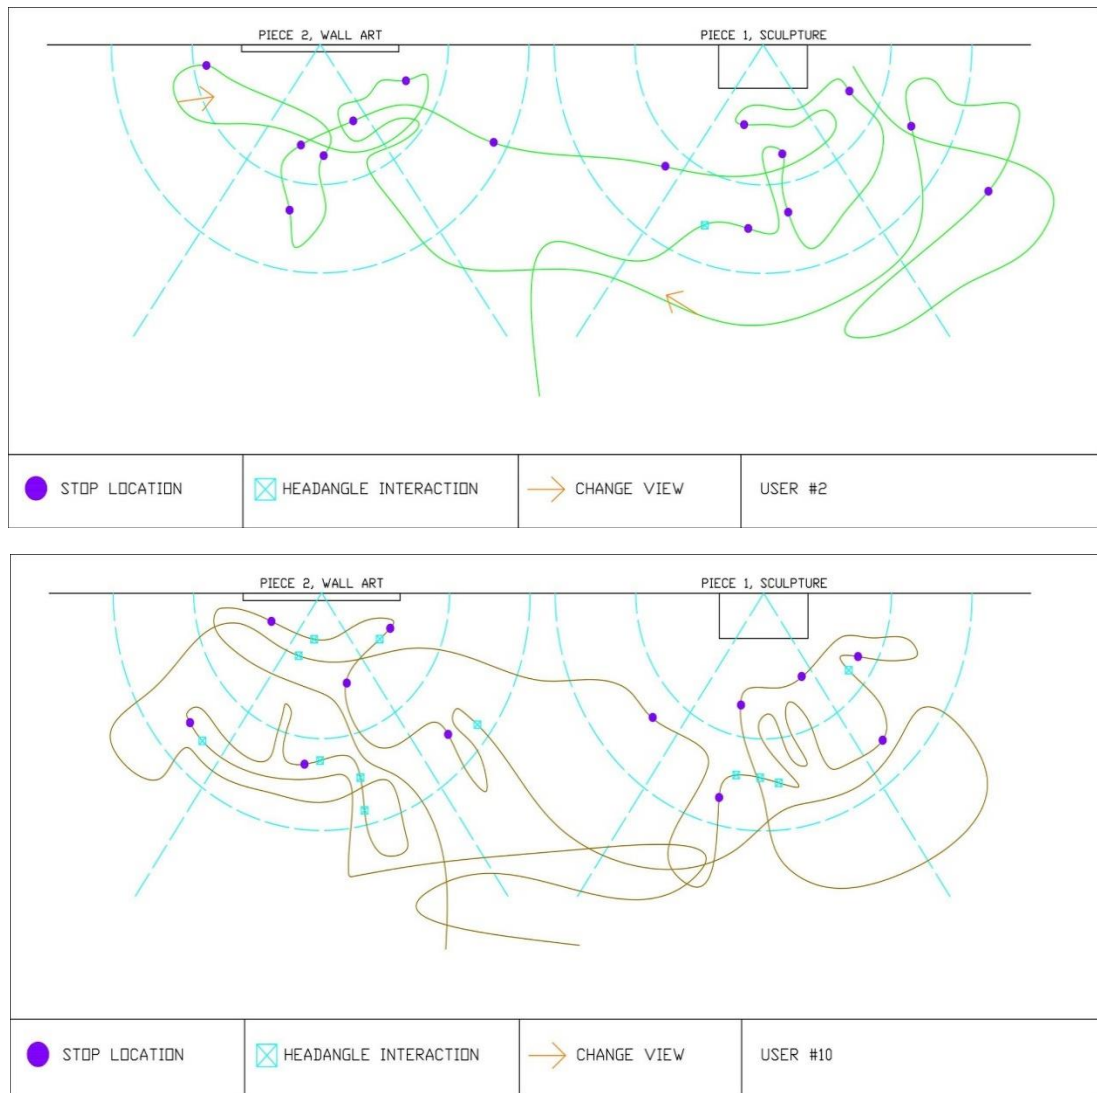 PIECE 2, WALL ART PIECE 1, SCULPTURE
STOP LOCATION HEADANGLE INTERACTION CHANGE VIEW USER #2
PIECE 2, WALL ART PIECE 1, SCULPTURE
STOP LOCATION HEADANGLE INTERACTION CHANGE VIEW USER #10